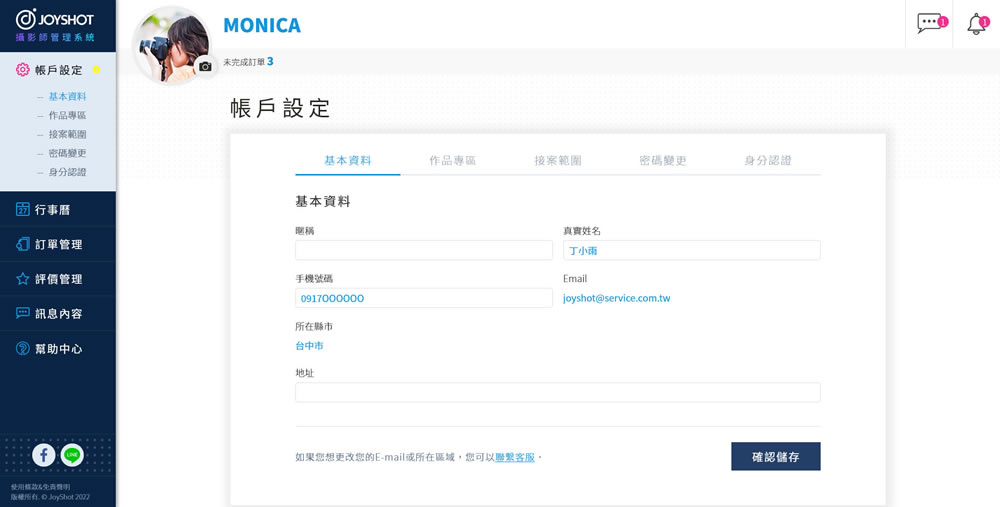 JOYSHOT
攝影師管理系統
帳戶設定
-- 基本資料
-- 作品專區
-- 接案範圍
-- 密碼變更
-- 身分認證
27 行事曆
訂單管理
評價管理
訊息內容
幫助中心
f LINE
使用條款&免責聲明
版權所有. © JoyShot 2022
MONICA
1 1
未完成訂單 3
帳戶設定
基本資料 作品專區 接案範圍 密碼變更 身分認證
基本資料
暱稱 真實姓名
丁小雨
手機號碼 Email
0917OOOOOO joyshot@service.com.tw
所在縣市
台中市
地址
如果您想更改您的E-mail或所在區域，您可以聯繫客服。 確認儲存